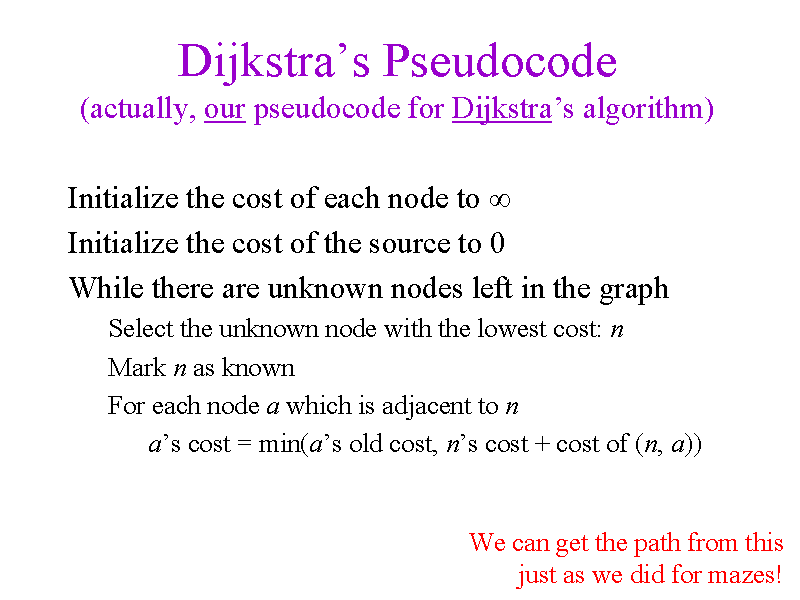 Dijkstra’s Pseudocode
(actually, our pseudocode for Dijkstra’s algorithm)
Initialize the cost of each node to ∞
Initialize the cost of the source to 0
While there are unknown nodes left in the graph
Select the unknown node with the lowest cost: n
Mark n as known
For each node a which is adjacent to n
a’s cost = min(a’s old cost, n’s cost + cost of (n, a))
We can get the path from this
just as we did for mazes!